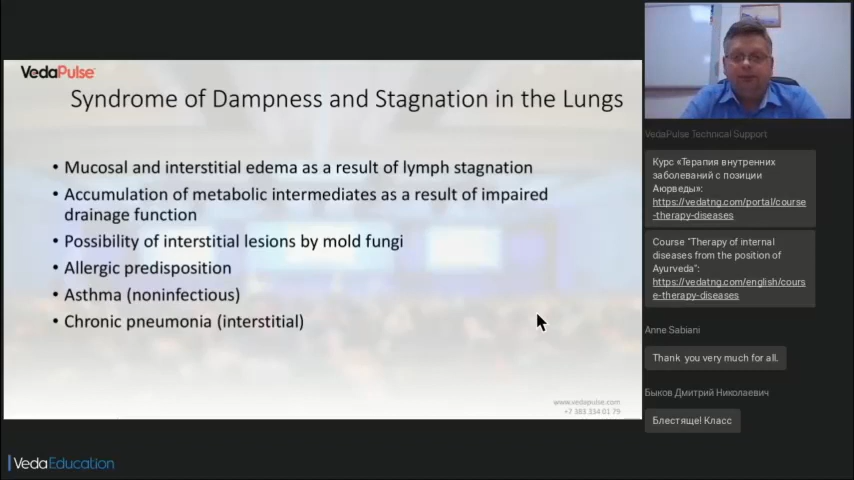 VedaPulse
Syndrome of Dampness and Stagnation in the Lungs
• Mucosal and interstitial edema as a result of lymph stagnation
• Accumulation of metabolic intermediates as a result of impaired
drainage function
• Possibility of interstitial lesions by mold fungi
• Allergic predisposition
• Asthma (noninfectious)
• Chronic pneumonia (interstitial)
www.vedapulse.com
+7 383 334 01 79
VedaEducation
VedaPulse Technical Support
Курс «Терапия внутренних
заболеваний с позиции
Аюрведы»:
https://vedatng.com/portal/course
-therapy-diseases
Course "Therapy of internal
diseases from the position of
Ayurveda":
https://vedatng.com/english/cours
e-therapy-diseases
Anne Sabiani
Thank you very much for all.
Быков Дмитрий Николаевич
Блестяще! Класс